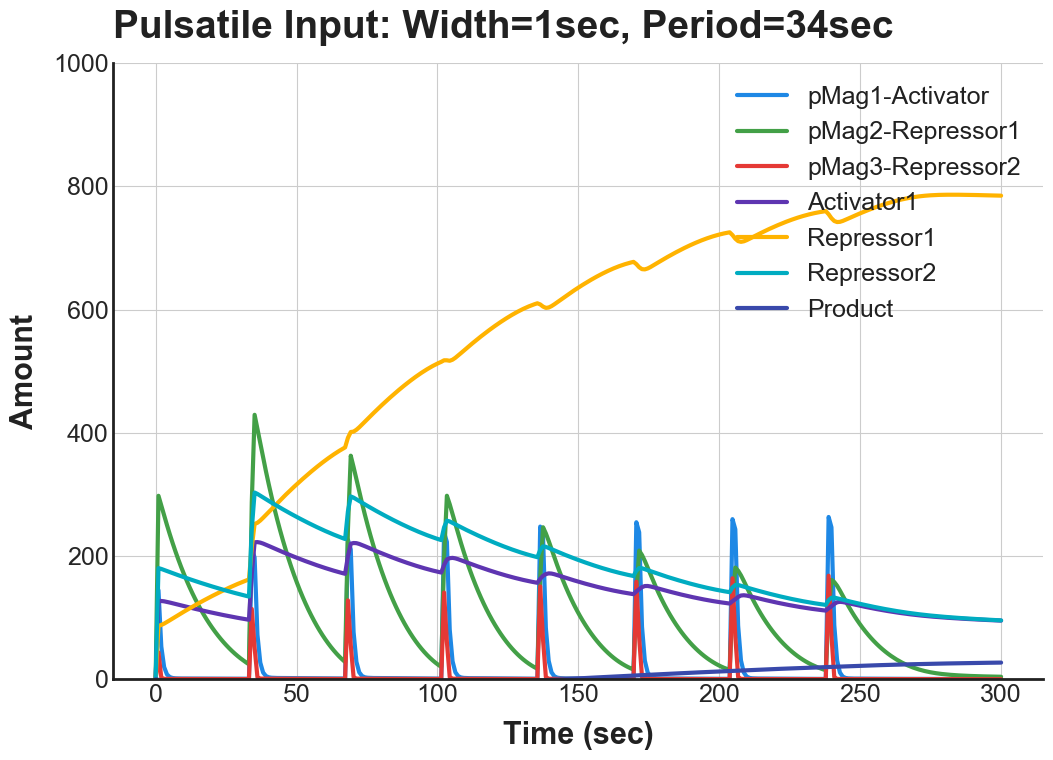 Pulsatile Input: Width=1sec, Period=34sec
1000
800
600
400
200
0
Amount
pMag1-Activator
pMag2-Repressor1
pMag3-Repressor2
Activator1
Repressor1
Repressor2
Product
0
50
100
150
200
250
300
Time (sec)